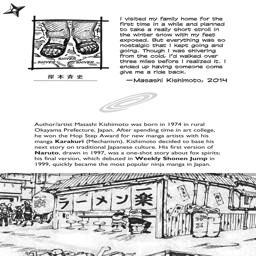 I visited my family home for the
first time in a while and planned
to take a really short stroll in
the winter snow with my feet
exposed. But everything was so
nostalgic that I kept going and
going. Though I was shivering
from the cold, I'd walked over
three miles before I realized it. I
ended up having someone come
give me a ride back.
—Masashi Kishimoto, 2014
岸本斉史
Author/artist Masashi Kishimoto was born in 1974 in rural
Okayama Prefecture, Japan. After spending time in art college,
he won the Hop Step Award for new manga artists with his
manga Karakuri (Mechanism). Kishimoto decided to base his
next story on traditional Japanese culture. His first version of
Naruto, drawn in 1997, was a one-shot story about fox spirits;
his final version, which debuted in Weekly Shonen Jump in
1999, quickly became the most popular ninja manga in Japan.
ラーメン一楽